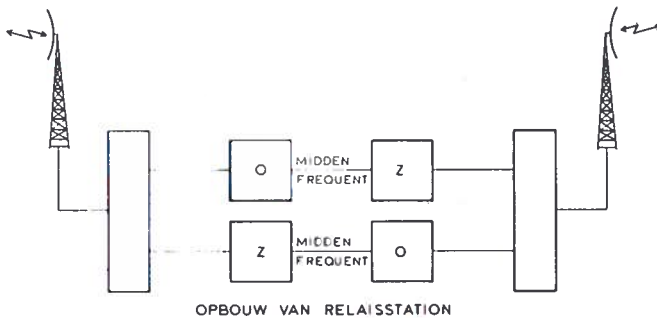 O MIDDEN Z
FREQUENT
Z MIDDEN O
FREQUENT
OPBOUW VAN RELAISSTATION